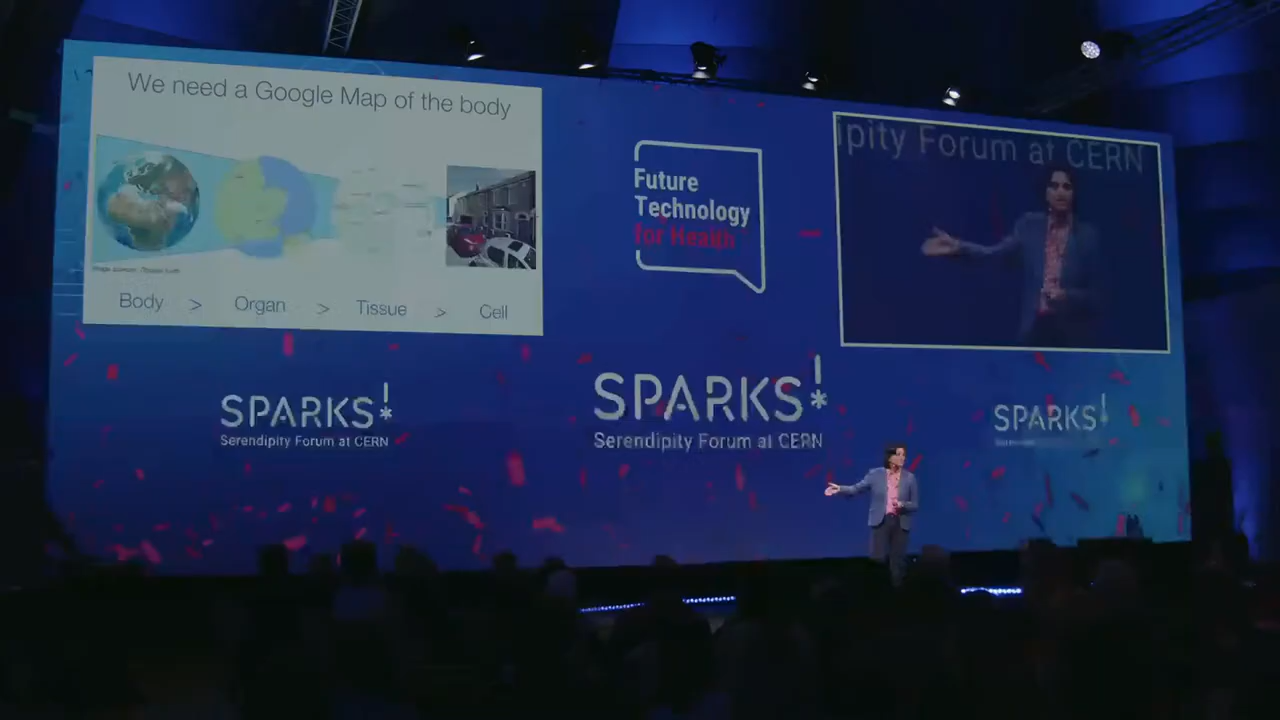 We need a Google Map of the body
Body > Organ > Tissue > Cell
Future
Technology
for Health
ipity Forum at CERN
SPARKS!
Serendipity Forum at CERN
SPARKS!
Serendipity Forum at CERN
SPARKS!